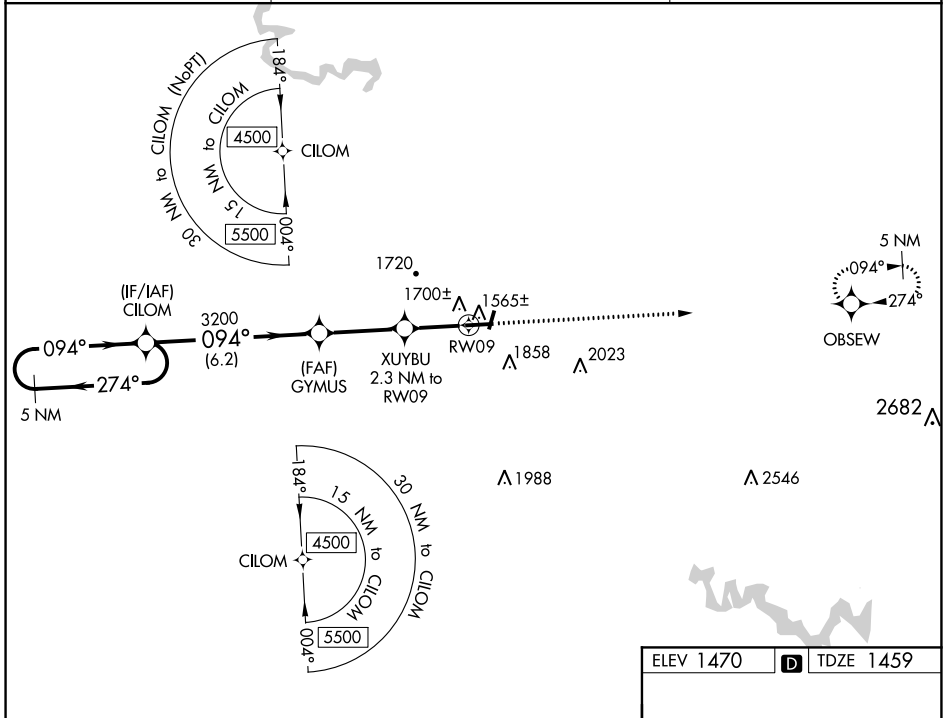 30 NM to CILOM (NoPT)
15 NM to CILOM
184°
4500
CILOM
5500
004°
1720
1700±
1565±
5 NM
094°
274°
OBSEW
(IF/IAF)
CILOM
3200
094°
(6.2)
094°
274°
5 NM
(FAF)
GYMUS
XUYBU
2.3 NM to
RW09
RW09
1858
2023
2682
1988
2546
184°
15 NM to CILOM
30 NM to CILOM
4500
CILOM
5500
004°
ELEV 1470
D
TDZE 1459